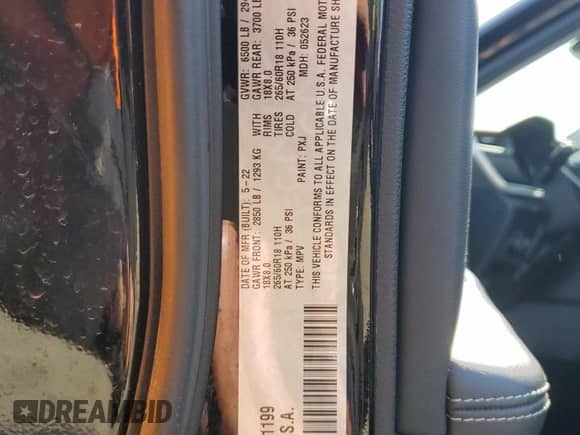 DATE OF MFR (BUILT): 5-22 GVWR: 6500 LB / 29
GAWR FRONT: 2850 LB / 1293 KG WITH GAWR REAR: 3700 LB
18X8.0 RIMS 18X8.0
265/60R18 110H TIRES 265/60R18 110H
AT 250 kPa / 36 PSI COLD AT 250 kPa / 36 PSI
TYPE: MPV PAINT: PXJ MDH: 052623
THIS VEHICLE CONFORMS TO ALL APPLICABLE U.S.A. FEDERAL MOT
STANDARDS IN EFFECT ON THE DATE OF MANUFACTURE SH
1199
S.A.
DREAMBID